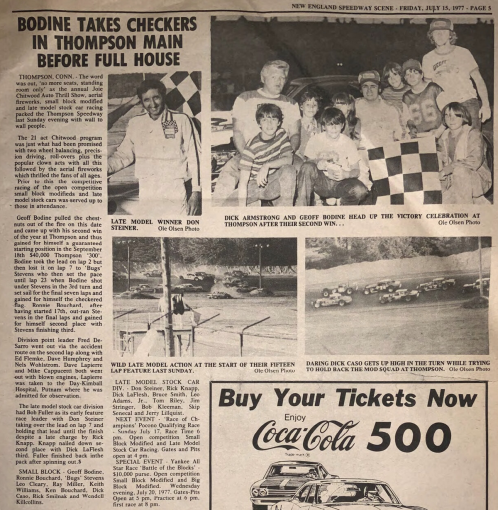 NEW ENGLAND SPEEDWAY SCENE - FRIDAY, JULY 15, 1977 - PAGE 5
BODINE TAKES CHECKERS
IN THOMPSON MAIN
BEFORE FULL HOUSE
THOMPSON, CONN. - The word
was out, 'no more seats, standing
room only' as the annual Joie
Chitwood Auto Thrill Show, aerial
fireworks, small block modified
and late model stock car racing
packed the Thompson Speedway
last Sunday evening with wall to
wall people.
The 21 act Chitwood program
was just what had been promised
with two wheel balancing, precis-
ion driving, roll-overs plus the
popular clown acts with all this
followed by the aerial fireworks
which thrilled the fans of all ages.
Prior to this the competitive
racing of the open competition
small block modifieds and late
model stock cars was served up to
those in attendance.
Geoff Bodine pulled the chest-
nuts out of the fire on this date
and came up with his second win
of the year at Thompson and thus
gained for himself a guaranteed
starting position in the September
18th $40,000 Thompson '300'.
Bodine took the lead on lap 2 but
then lost it on lap 7 to 'Bugs'
Stevens who then set the pace
until lap 23 when Bodine shot
under Stevens in the 3rd turn and
set sail for the final seven laps and
gained for himself the checkered
flag. Ronnie Bouchard, after
having started 17th, out-ran Ste-
vens in the final laps and gained
for himself second place with
Stevens finishing third.
Division point leader Fred De-
Sarro went out via the accident
route on the second lap along with
Ed Flemke, Dave Humphrey and
Nels Wohlstrom. Dave Lapierre
and Mike Cappucenti both went
out with blown engines, Lapierre
was taken to the Day-Kimball
Hospital, Putnam where he was
admitted for observation.
The late model stock car division
had Bob Fuller as its early feature
race leader with Don Steiner
taking over the lead on lap 7 and
holding that lead until the finish
despite a late charge by Rick
Knapp. Knapp nailed down sec-
ond place with Dick LaFlesh
third. Fuller finished back in the
pack after spinning out.8
SMALL BLOCK - Geoff Bodine,
Ronnie Bouchard, 'Bugs' Stevens
Leo Cleary, Ray Miller, Keith
Williams, Ken Bouchard, Dick
Caso, Rick and Wendell
LATE MODEL WINNER DON
STEINER. Ole Olsen Photo
DICK ARMSTRONG AND GEOFF BODINE HEAD UP THE VICTORY CELEBRATION AT
THOMPSON AFTER THEIR SECOND WIN . . . Ole Olsen Photo
WILD LATE MODEL ACTION AT THE START OF THEIR FIFTEEN
LAP FEATURE LAST SUNDAY. Ole Olsen Photo
DARING DICK CASO GETS UP HIGH IN THE TURN WHILE TRYING
TO HOLD BACK THE MOD SQUAD AT THOMPSON. Ole Olsen Photo
LATE MODEL STOCK CAR
DIV. - Don Steiner, Rick Knapp,
Dick LaFlesh, Bruce Smith, Leo
Adams, Jr., Tom Riley, Joe
Stringer, Bob Kleeman, Skip
Senecal and Jerry
NEXT EVENT - 'Race of Ch-
ampions' Pocono Qualifying Race
- Sunday July 17, Race Time 6
pm, Open competition Small
Block Modified and Late Model
Stock Car Racing. Gates and Pits
open at 4 pm.
SPECIAL EVENT - Yankee All
Star Race 'Battle of the Blocks' -
$10,000 purse. Open competition
Small Block Modified and Big
Block Modified. Wednesday
evening, July 20, 1977. Gates-Pits
Open at 5 pm, Practice at 6 pm.
first race at 8 pm.
Buy Your Tickets Now
Enjoy
Coca-Cola 500